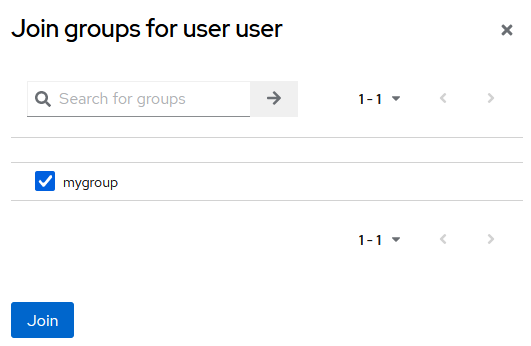 Join groups for user user
Search for groups
1 - 1
mygroup
1 - 1
Join